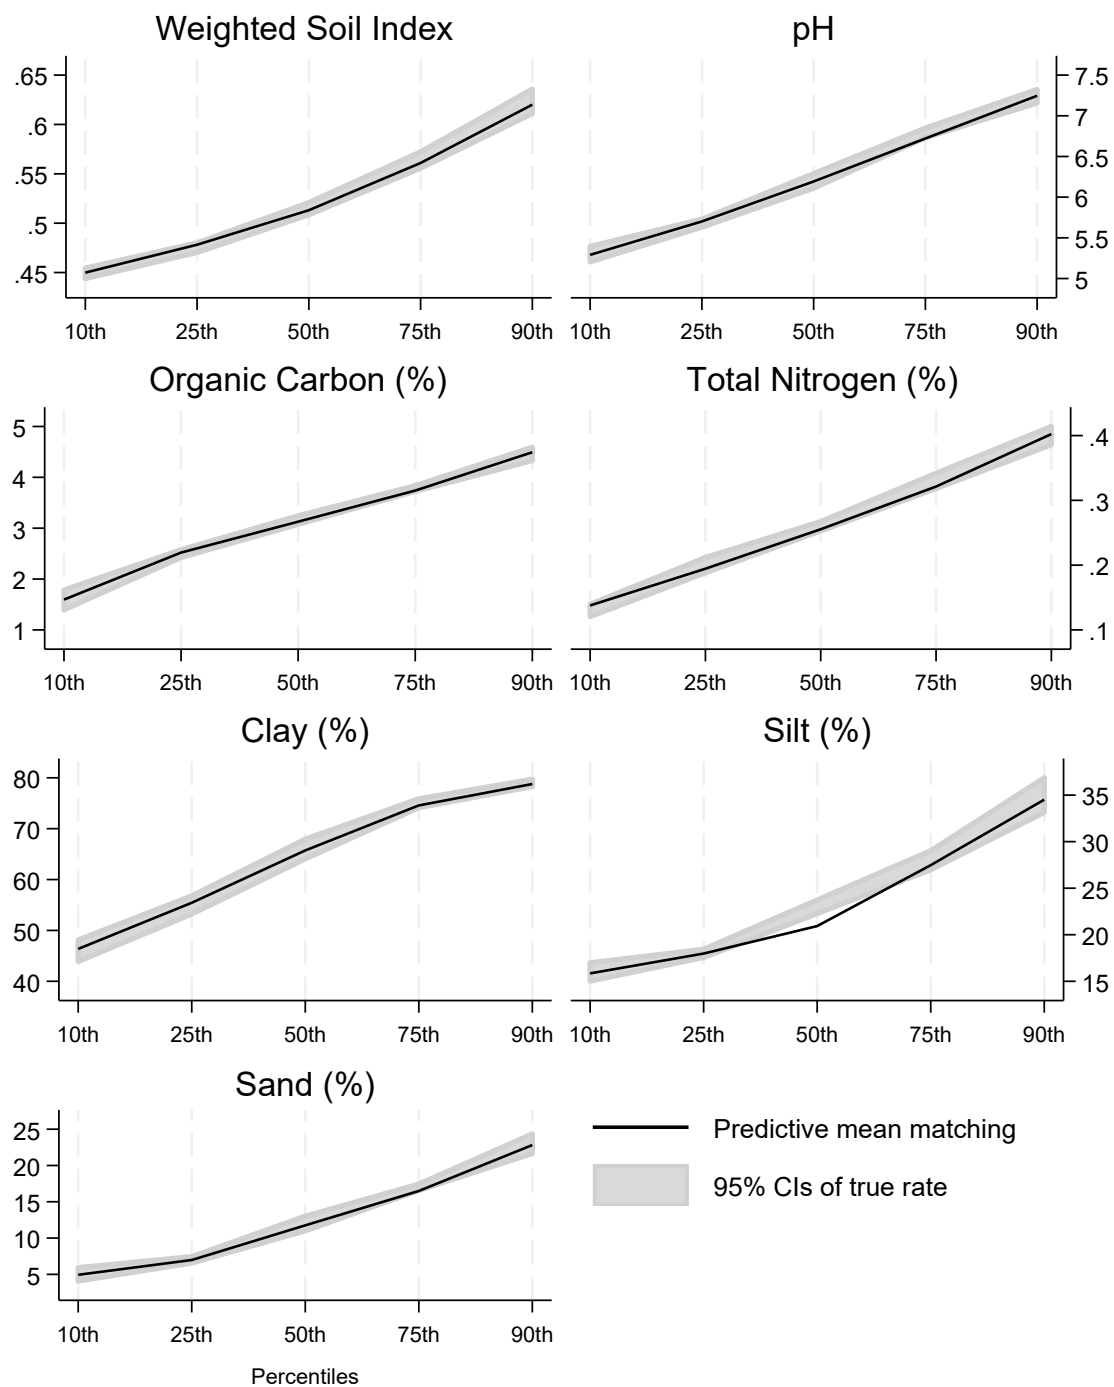 Weighted Soil Index
.65
.6
.55
.5
.45
10th 25th 50th 75th 90th
pH
7.5
7
6.5
6
5.5
5
10th 25th 50th 75th 90th
Organic Carbon (%)
5
4
3
2
1
10th 25th 50th 75th 90th
Total Nitrogen (%)
.4
.3
.2
.1
10th 25th 50th 75th 90th
Clay (%)
80
70
60
50
40
10th 25th 50th 75th 90th
Silt (%)
35
30
25
20
15
10th 25th 50th 75th 90th
Sand (%)
25
20
15
10
5
10th 25th 50th 75th 90th
Percentiles
Predictive mean matching
95% CIs of true rate